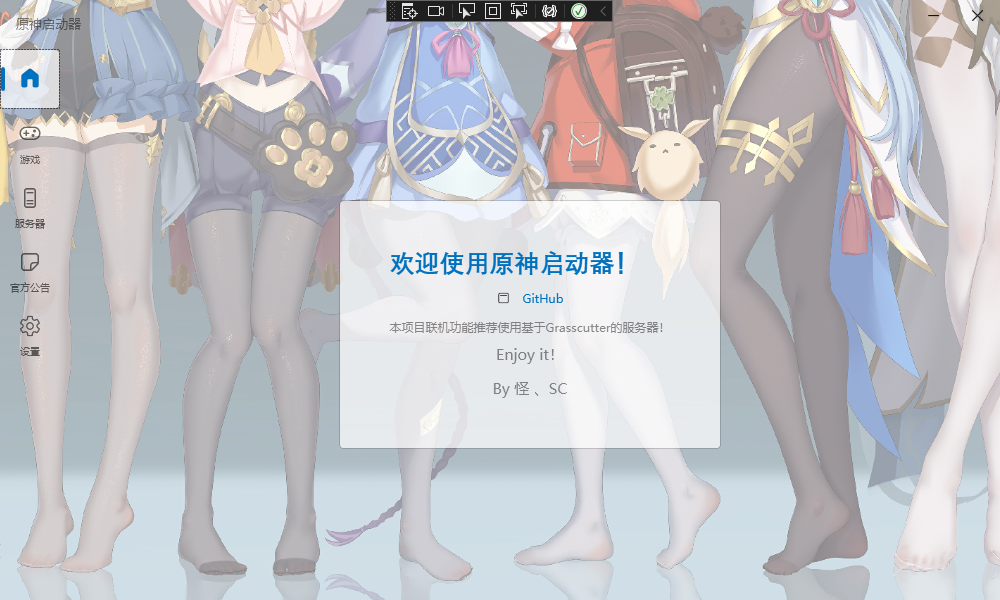 原神启动器
游戏
服务器
官方公告
设置
欢迎使用原神启动器！
GitHub
本项目联机功能推荐使用基于Grasscutter的服务器！
Enjoy it！
By 怪 、SC